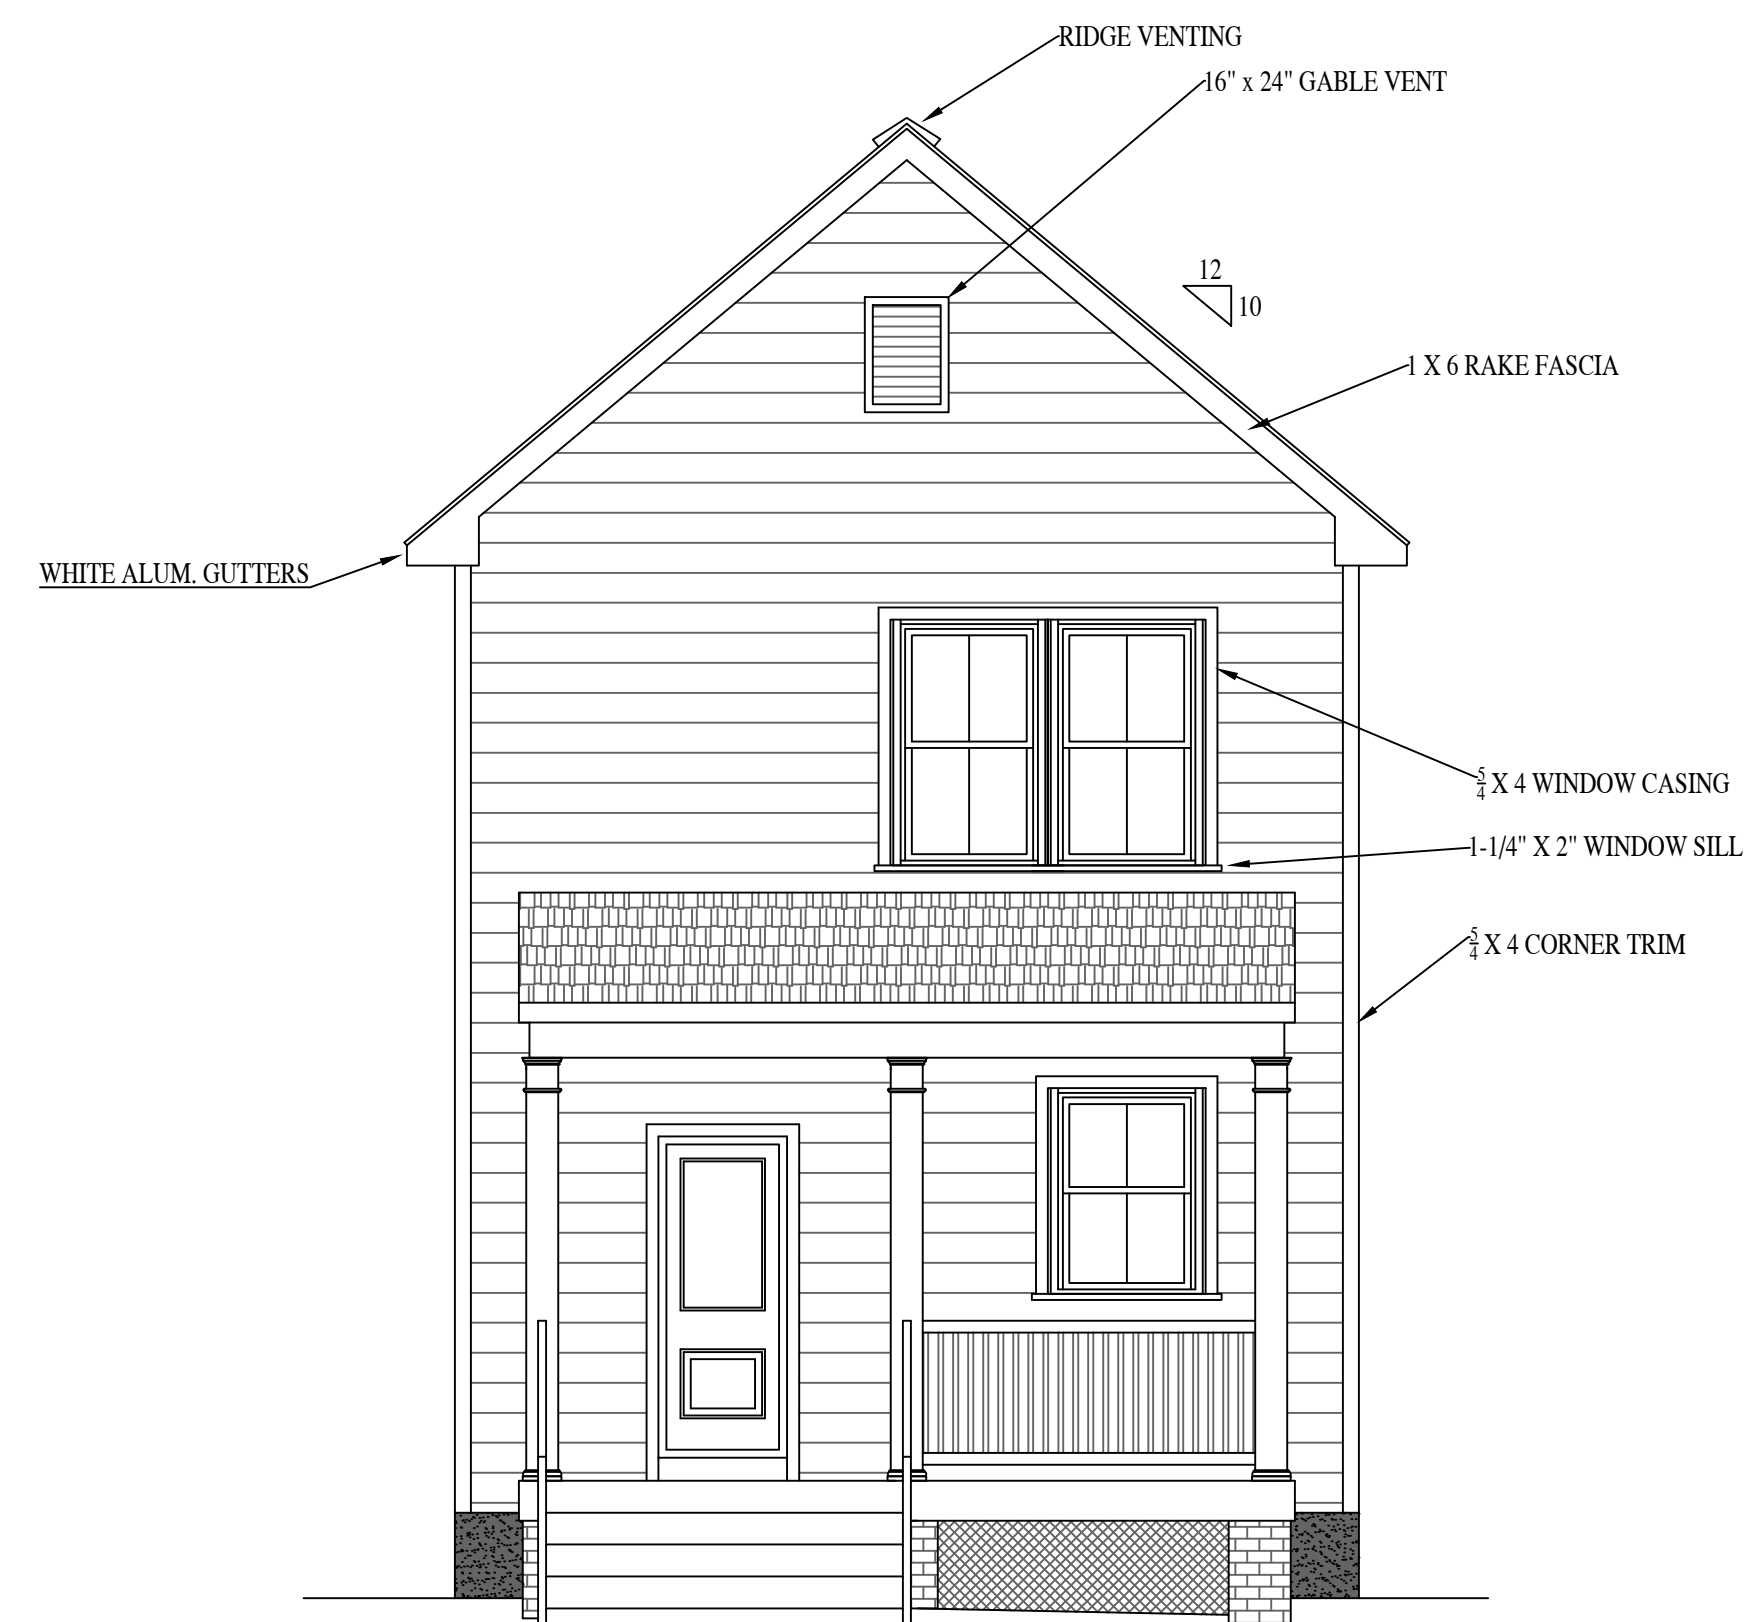 RIDGE VENTING
16" x 24" GABLE VENT
12
10
1 X 6 RAKE FASCIA
WHITE ALUM. GUTTERS
5/4 X 4 WINDOW CASING
1-1/4" X 2" WINDOW SILL
5/4 X 4 CORNER TRIM